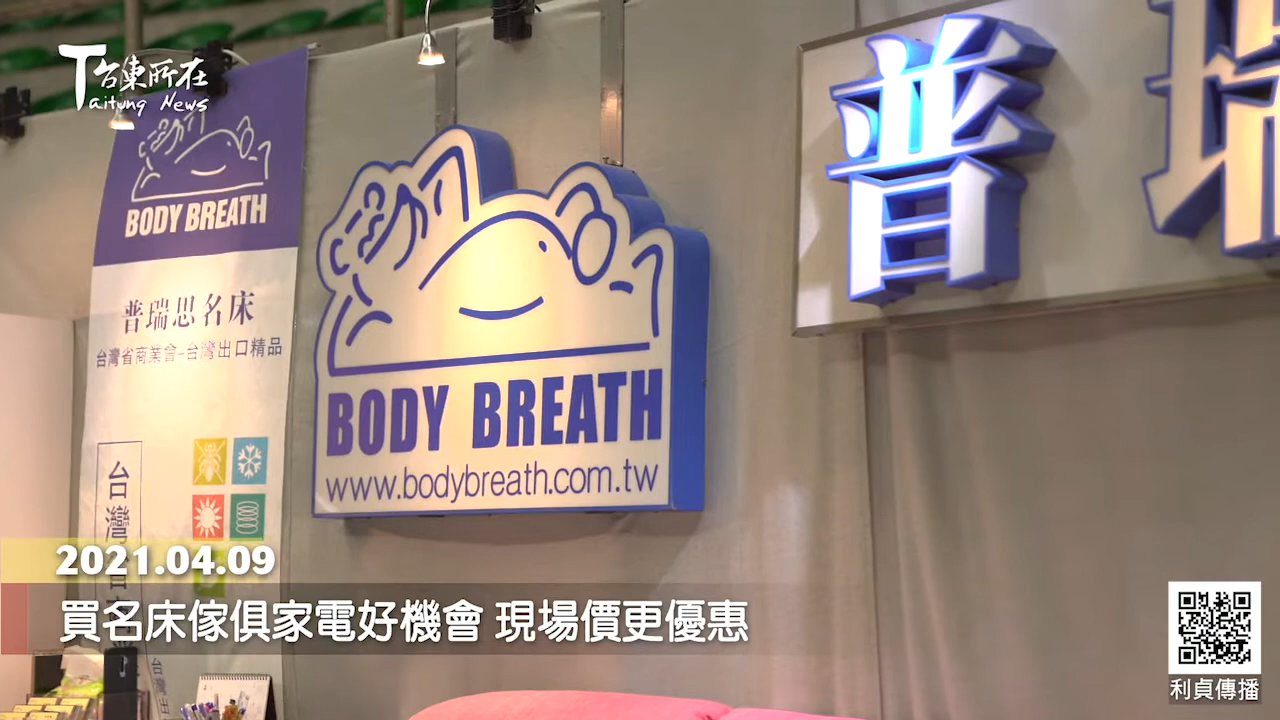 台東所在
Taitung News
BODY BREATH
普瑞思名床
台灣省商業會-台灣出口精品
台灣省
BODY BREATH
www.bodybreath.com.tw
普瑞
2021.04.09
買名床傢俱家電好機會 現場價更優惠
利貞傳播